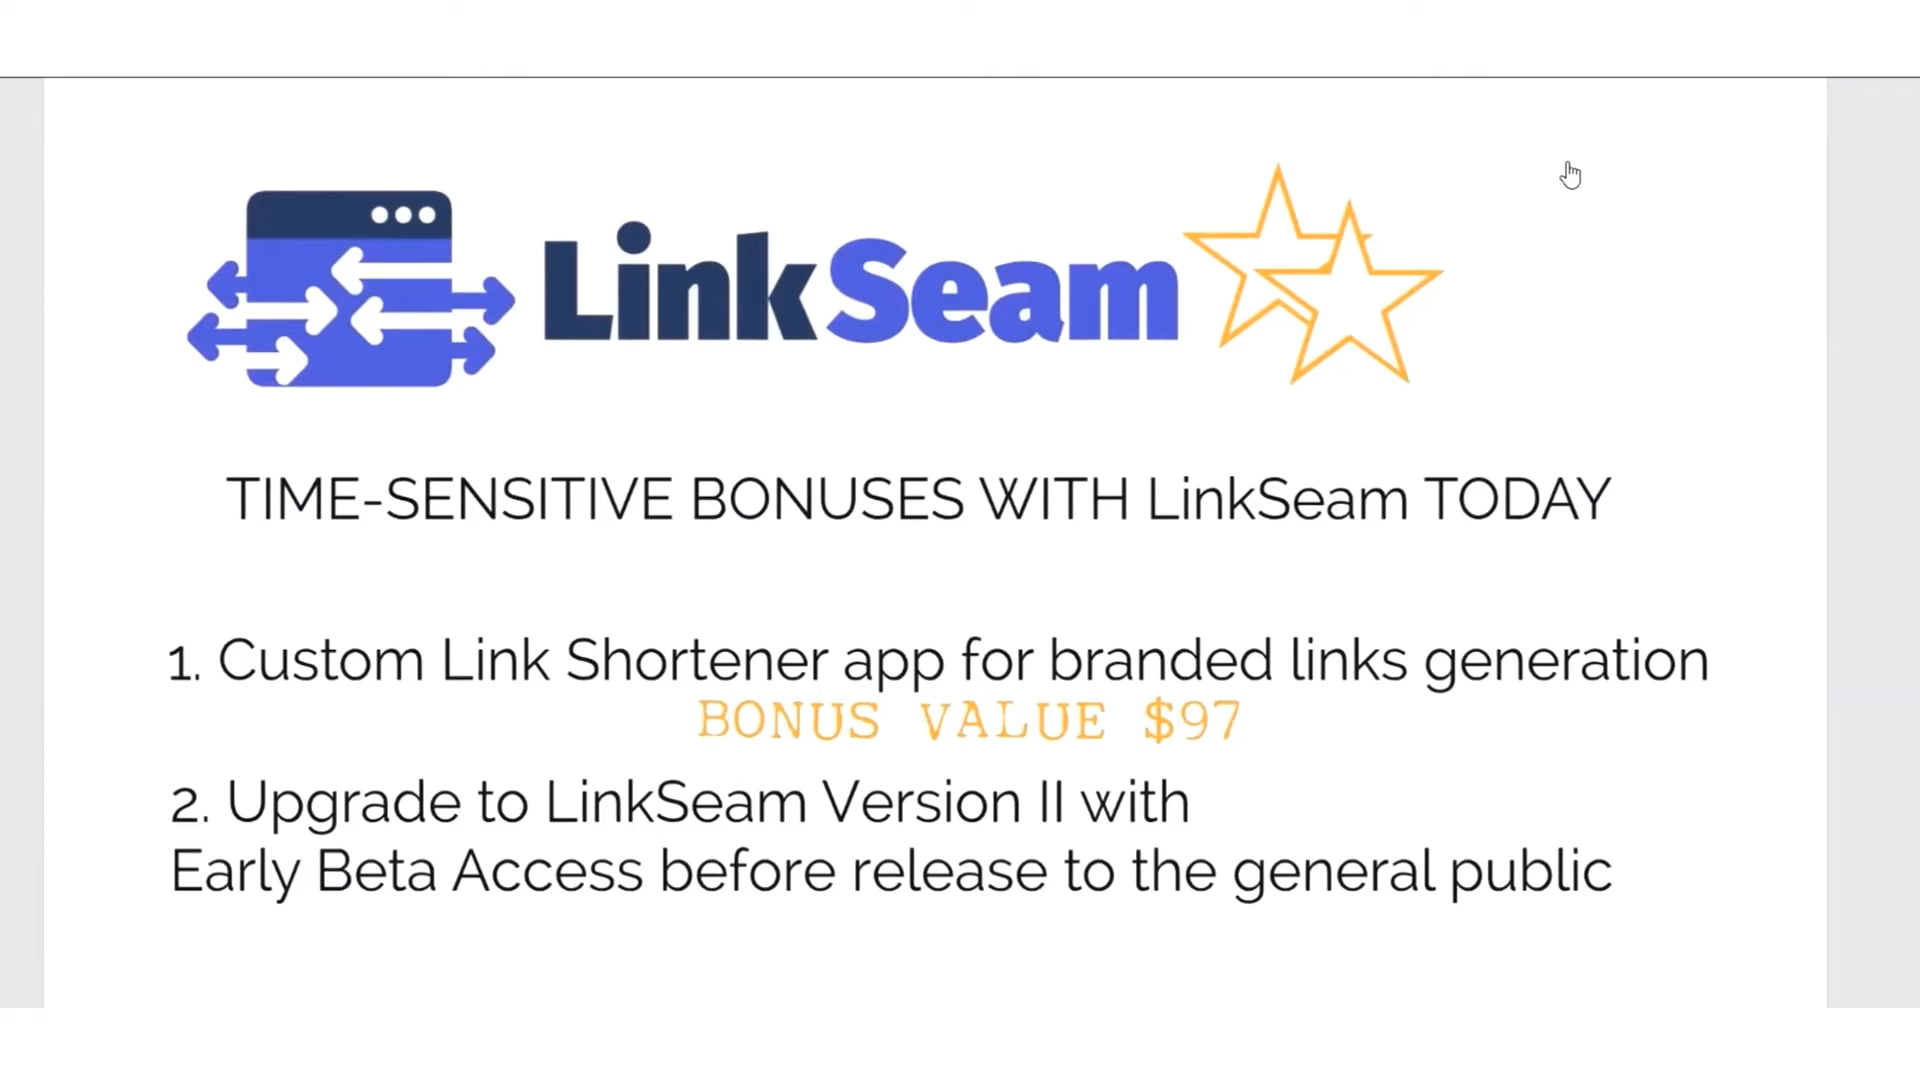 LinkSeam
TIME-SENSITIVE BONUSES WITH LinkSeam TODAY
1. Custom Link Shortener app for branded links generation
BONUS VALUE $97
2. Upgrade to LinkSeam Version II with
Early Beta Access before release to the general public